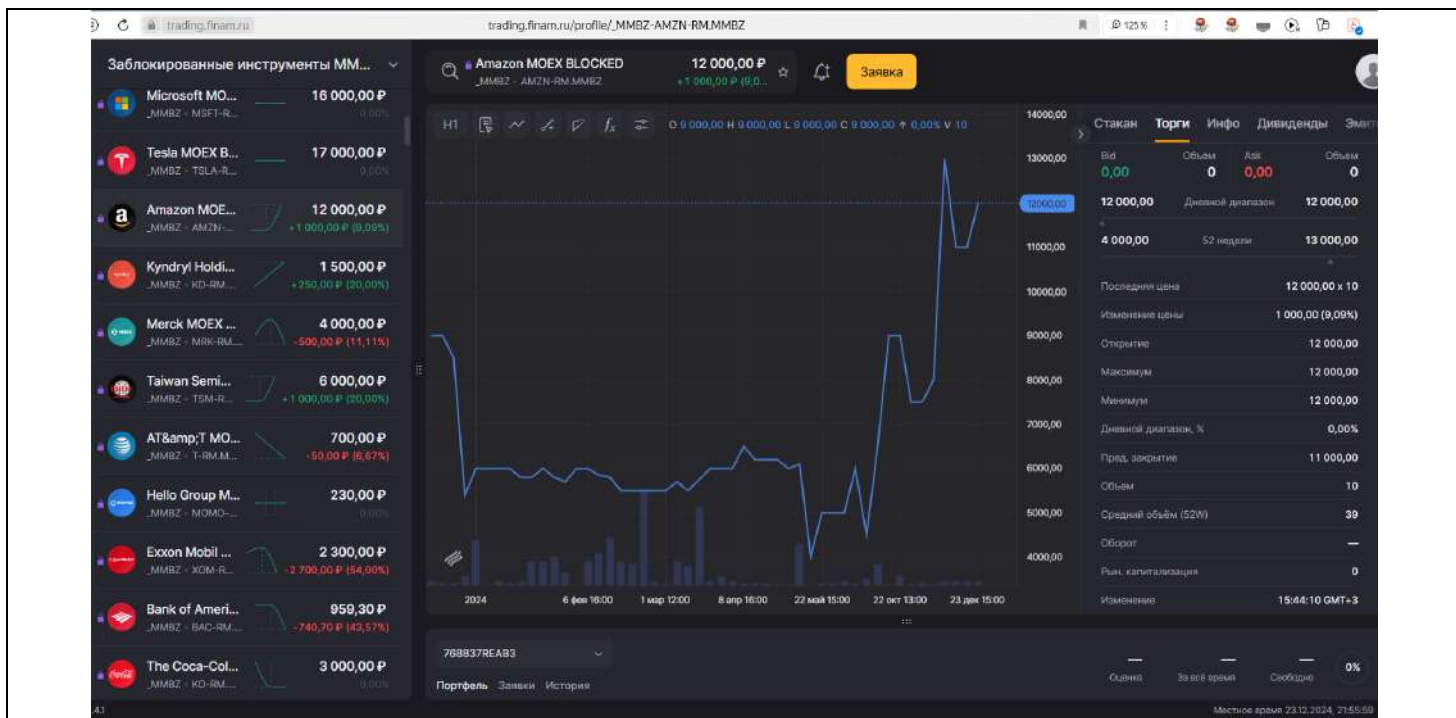 trading.finam.ru
trading.finam.ru/profile/_MMBZ-AMZN-RM.MMBZ
125 %
Заблокированные инструменты ММ...
Microsoft MO...
16 000,00 ₽
_MMBZ - MSFT-R...
0,00%
Tesla MOEX B...
17 000,00 ₽
_MMBZ - TSLA-R...
0,00%
Amazon MOE...
12 000,00 ₽
_MMBZ - AMZN-...
+1 000,00 ₽ (9,09%)
Kyndryl Holdi...
1 500,00 ₽
_MMBZ - KD-RM....
+250,00 ₽ (20,00%)
Merck MOEX ...
4 000,00 ₽
_MMBZ - MRK-RM....
-500,00 ₽ (11,11%)
Taiwan Semi...
6 000,00 ₽
_MMBZ - TSM-R...
+1 000,00 ₽ (20,00%)
AT&amp;T MO...
700,00 ₽
_MMBZ - T-RM.M...
-50,00 ₽ (6,67%)
Hello Group M...
230,00 ₽
_MMBZ - MOMO-...
0,00%
Exxon Mobil ...
2 300,00 ₽
_MMBZ - XOM-R...
-2 700,00 ₽ (54,00%)
Bank of Ameri...
959,30 ₽
_MMBZ - BAC-RM....
-740,70 ₽ (43,57%)
The Coca-Col...
3 000,00 ₽
_MMBZ - KO-RM....
0,00%
.4.1
Amazon MOEX BLOCKED
12 000,00 ₽
_MMBZ - AMZN-RM.MMBZ
+1 000,00 ₽ (9,0...
Заявка
H1
O 9 000,00 H 9 000,00 L 9 000,00 C 9 000,00 0,00% V 10
14000,00
13000,00
12000,00
11000,00
10000,00
9000,00
8000,00
7000,00
6000,00
5000,00
4000,00
2024
6 фев 16:00
1 мар 12:00
8 апр 16:00
22 май 15:00
22 окт 13:00
23 дек 15:00
Стакан Торги Инфо Дивиденды Эмит
Bid Объем Ask Объем
0,00 0 0,00 0
12 000,00 Дневной диапазон 12 000,00
4 000,00 52 недели 13 000,00
Последняя цена 12 000,00 x 10
Изменение цены 1 000,00 (9,09%)
Открытие 12 000,00
Максимум 12 000,00
Минимум 12 000,00
Дневной диапазон, % 0,00%
Пред. закрытие 11 000,00
Объем 10
Средний объём (52W) 39
Оборот —
Рын. капитализация 0
Изменение 15:44:10 GMT+3
768837REAB3
Портфель Заявки История
— — — 0%
Оценка За всё время Свободно
Местное время 23.12.2024, 21:55:59